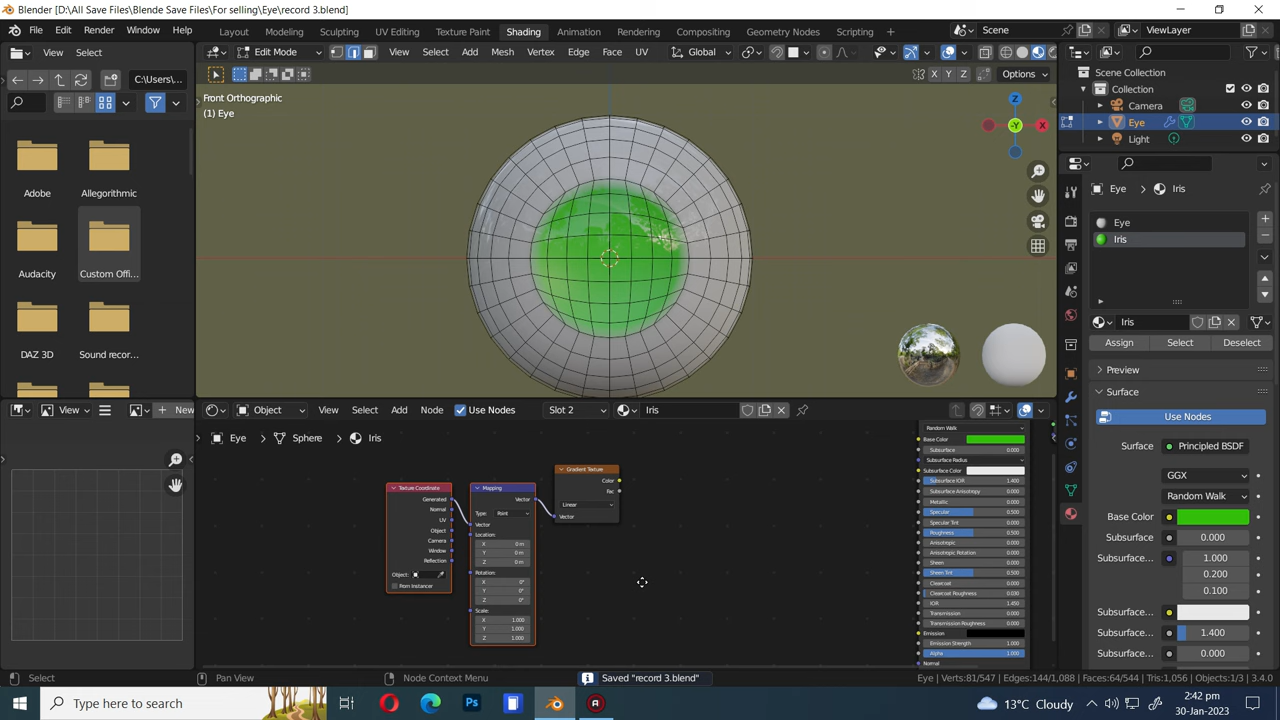 Blender [D:\All Save Files\Blende Save Files\For selling\Eye\record 3.blend]
File Edit Render Window Help Layout Modeling Sculpting UV Editing Texture Paint Shading Animation Rendering Compositing Geometry Nodes Scripting Scene ViewLayer
View Select Edit Mode View Select Add Mesh Vertex Edge Face UV Global
C:\Users\... X Y Z Options
Front Orthographic
(1) Eye
Z
-Y X
Scene Collection
Collection
Camera
Eye
Light
Adobe Allegorithmic
Audacity Custom Offi...
DAZ 3D Sound recor...
Eye Iris
Eye
Iris
Iris
Assign Select Deselect
Preview
Surface
Use Nodes
Surface Principled BSDF
GGX
Random Walk
Base Color
Subsurface 0.000
Subsurface... 1.000
0.200
0.100
Subsurface...
Subsurface... 1.400
Subsurface... 0.000
View New Object View Select Add Node Use Nodes Slot 2 Iris
Eye Sphere Iris
Texture Coordinate
Generated
Normal
UV
Object
Camera
Window
Reflection
Object:
From Instancer
Mapping
Vector
Type: Point
Vector
Location:
X 0 m
Y 0 m
Z 0 m
Rotation:
X 0°
Y 0°
Z 0°
Scale:
X 1.000
Y 1.000
Z 1.000
Gradient Texture
Color
Fac
Linear
Vector
Random Walk
Base Color
Subsurface 0.000
Subsurface Radius
Subsurface Color
Subsurface IOR 1.400
Subsurface Anisotropy 0.000
Metallic 0.000
Specular 0.500
Specular Tint 0.000
Roughness 0.500
Anisotropic 0.000
Anisotropic Rotation 0.000
Sheen 0.000
Sheen Tint 0.500
Clearcoat 0.000
Clearcoat Roughness 0.030
IOR 1.450
Transmission 0.000
Transmission Roughness 0.000
Emission
Emission Strength 1.000
Alpha 1.000
Normal
Select Pan View Node Context Menu Saved "record 3.blend" Eye | Verts:81/547 | Edges:144/1,088 | Faces:64/544 | Tris:1,056 | Objects:1/3 | 3.4.0
Type here to search Ps 13°C Cloudy 2:42 pm
30-Jan-2023